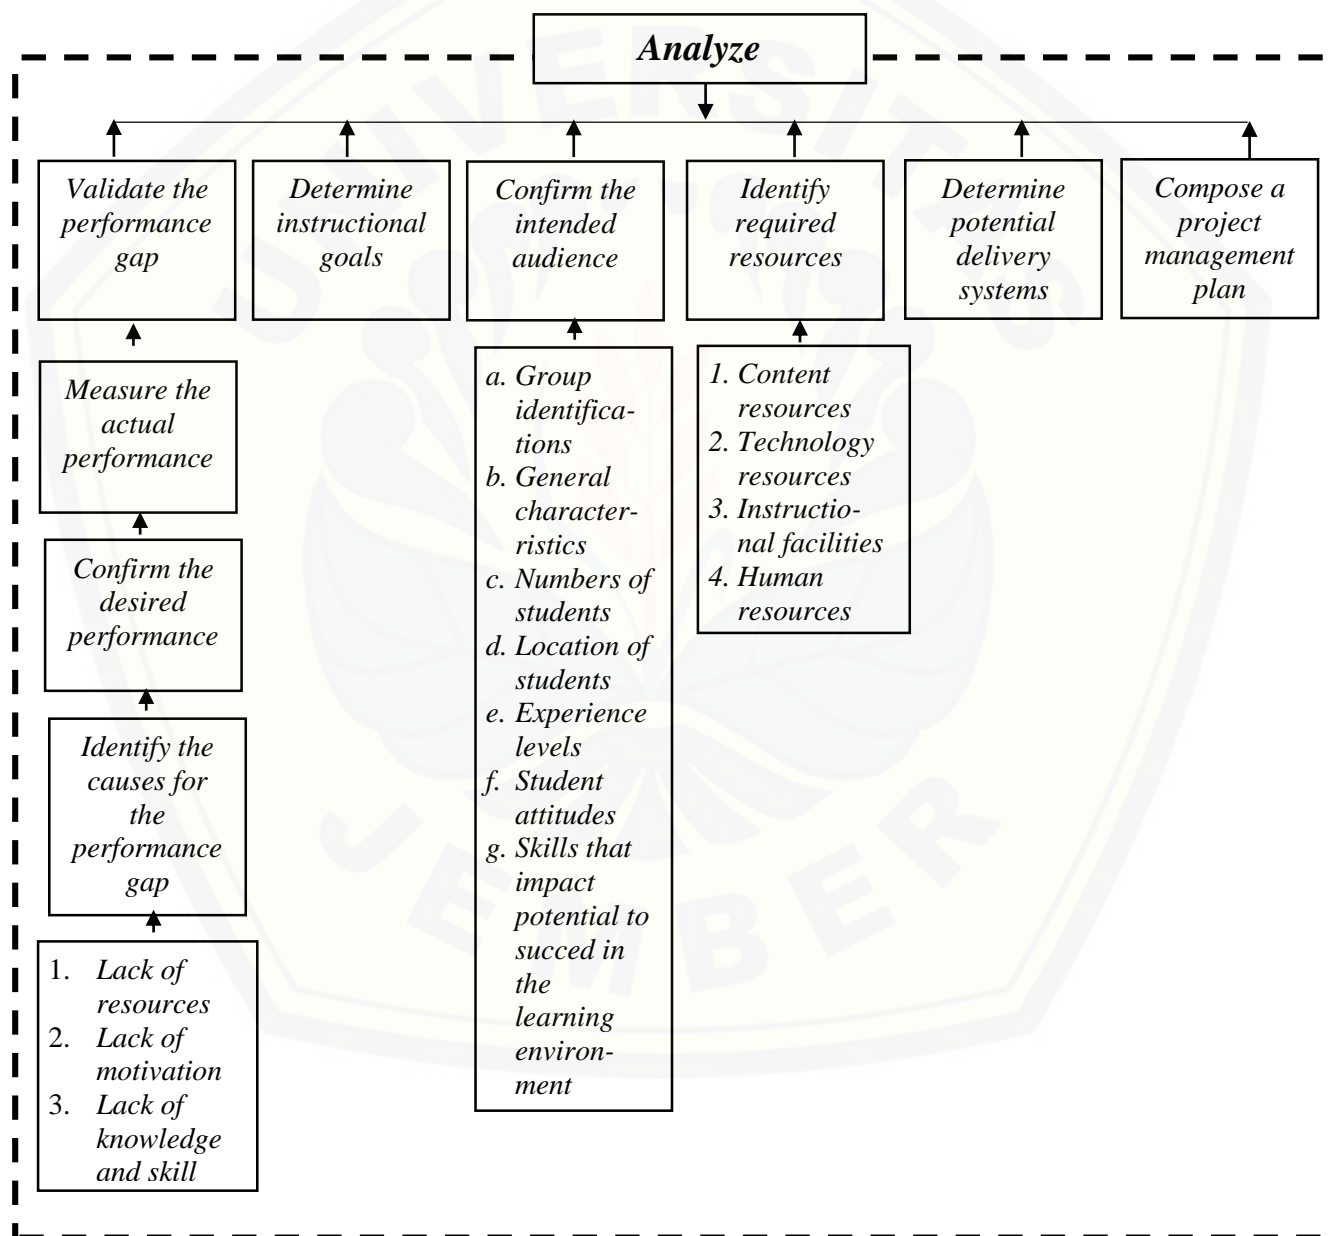 Analyze
Validate the
performance
gap
Determine
instructional
goals
Confirm the
intended
audience
Identify
required
resources
Determine
potential
delivery
systems
Compose a
project
management
plan
Measure the
actual
performance
Confirm the
desired
performance
Identify the
causes for
the
performance
gap
1. Lack of
resources
2. Lack of
motivation
3. Lack of
knowledge
and skill
a. Group
identifica-
tions
b. General
character-
ristics
c. Numbers of
students
d. Location of
students
e. Experience
levels
f. Student
attitudes
g. Skills that
impact
potential to
succed in
the
learning
environ-
ment
1. Content
resources
2. Technology
resources
3. Instructio-
nal facilities
4. Human
resources
UNIVERSITAS
JEMBER